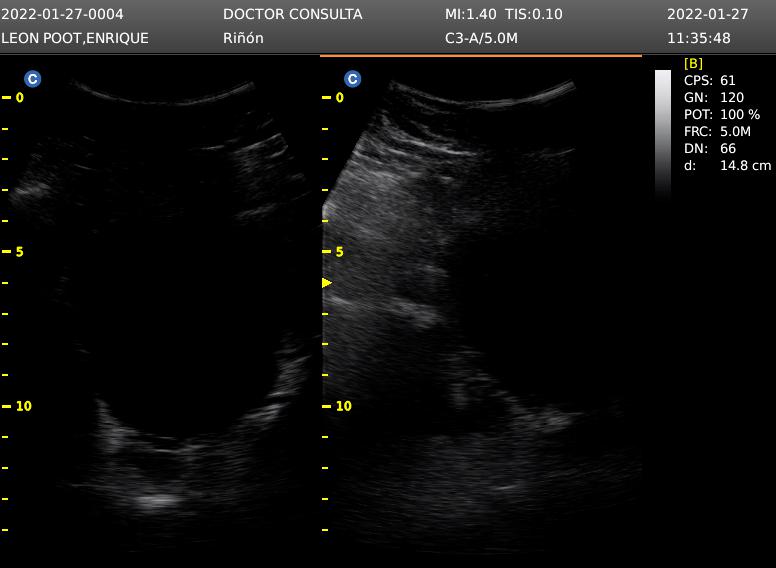 2022-01-27-0004 DOCTOR CONSULTA MI:1.40 TIS:0.10 2022-01-27
LEON POOT,ENRIQUE Riñón C3-A/5.0M 11:35:48
C C [B]
0 0 CPS: 61
GN: 120
POT: 100 %
FRC: 5.0M
DN: 66
d: 14.8 cm
5 5
10 10